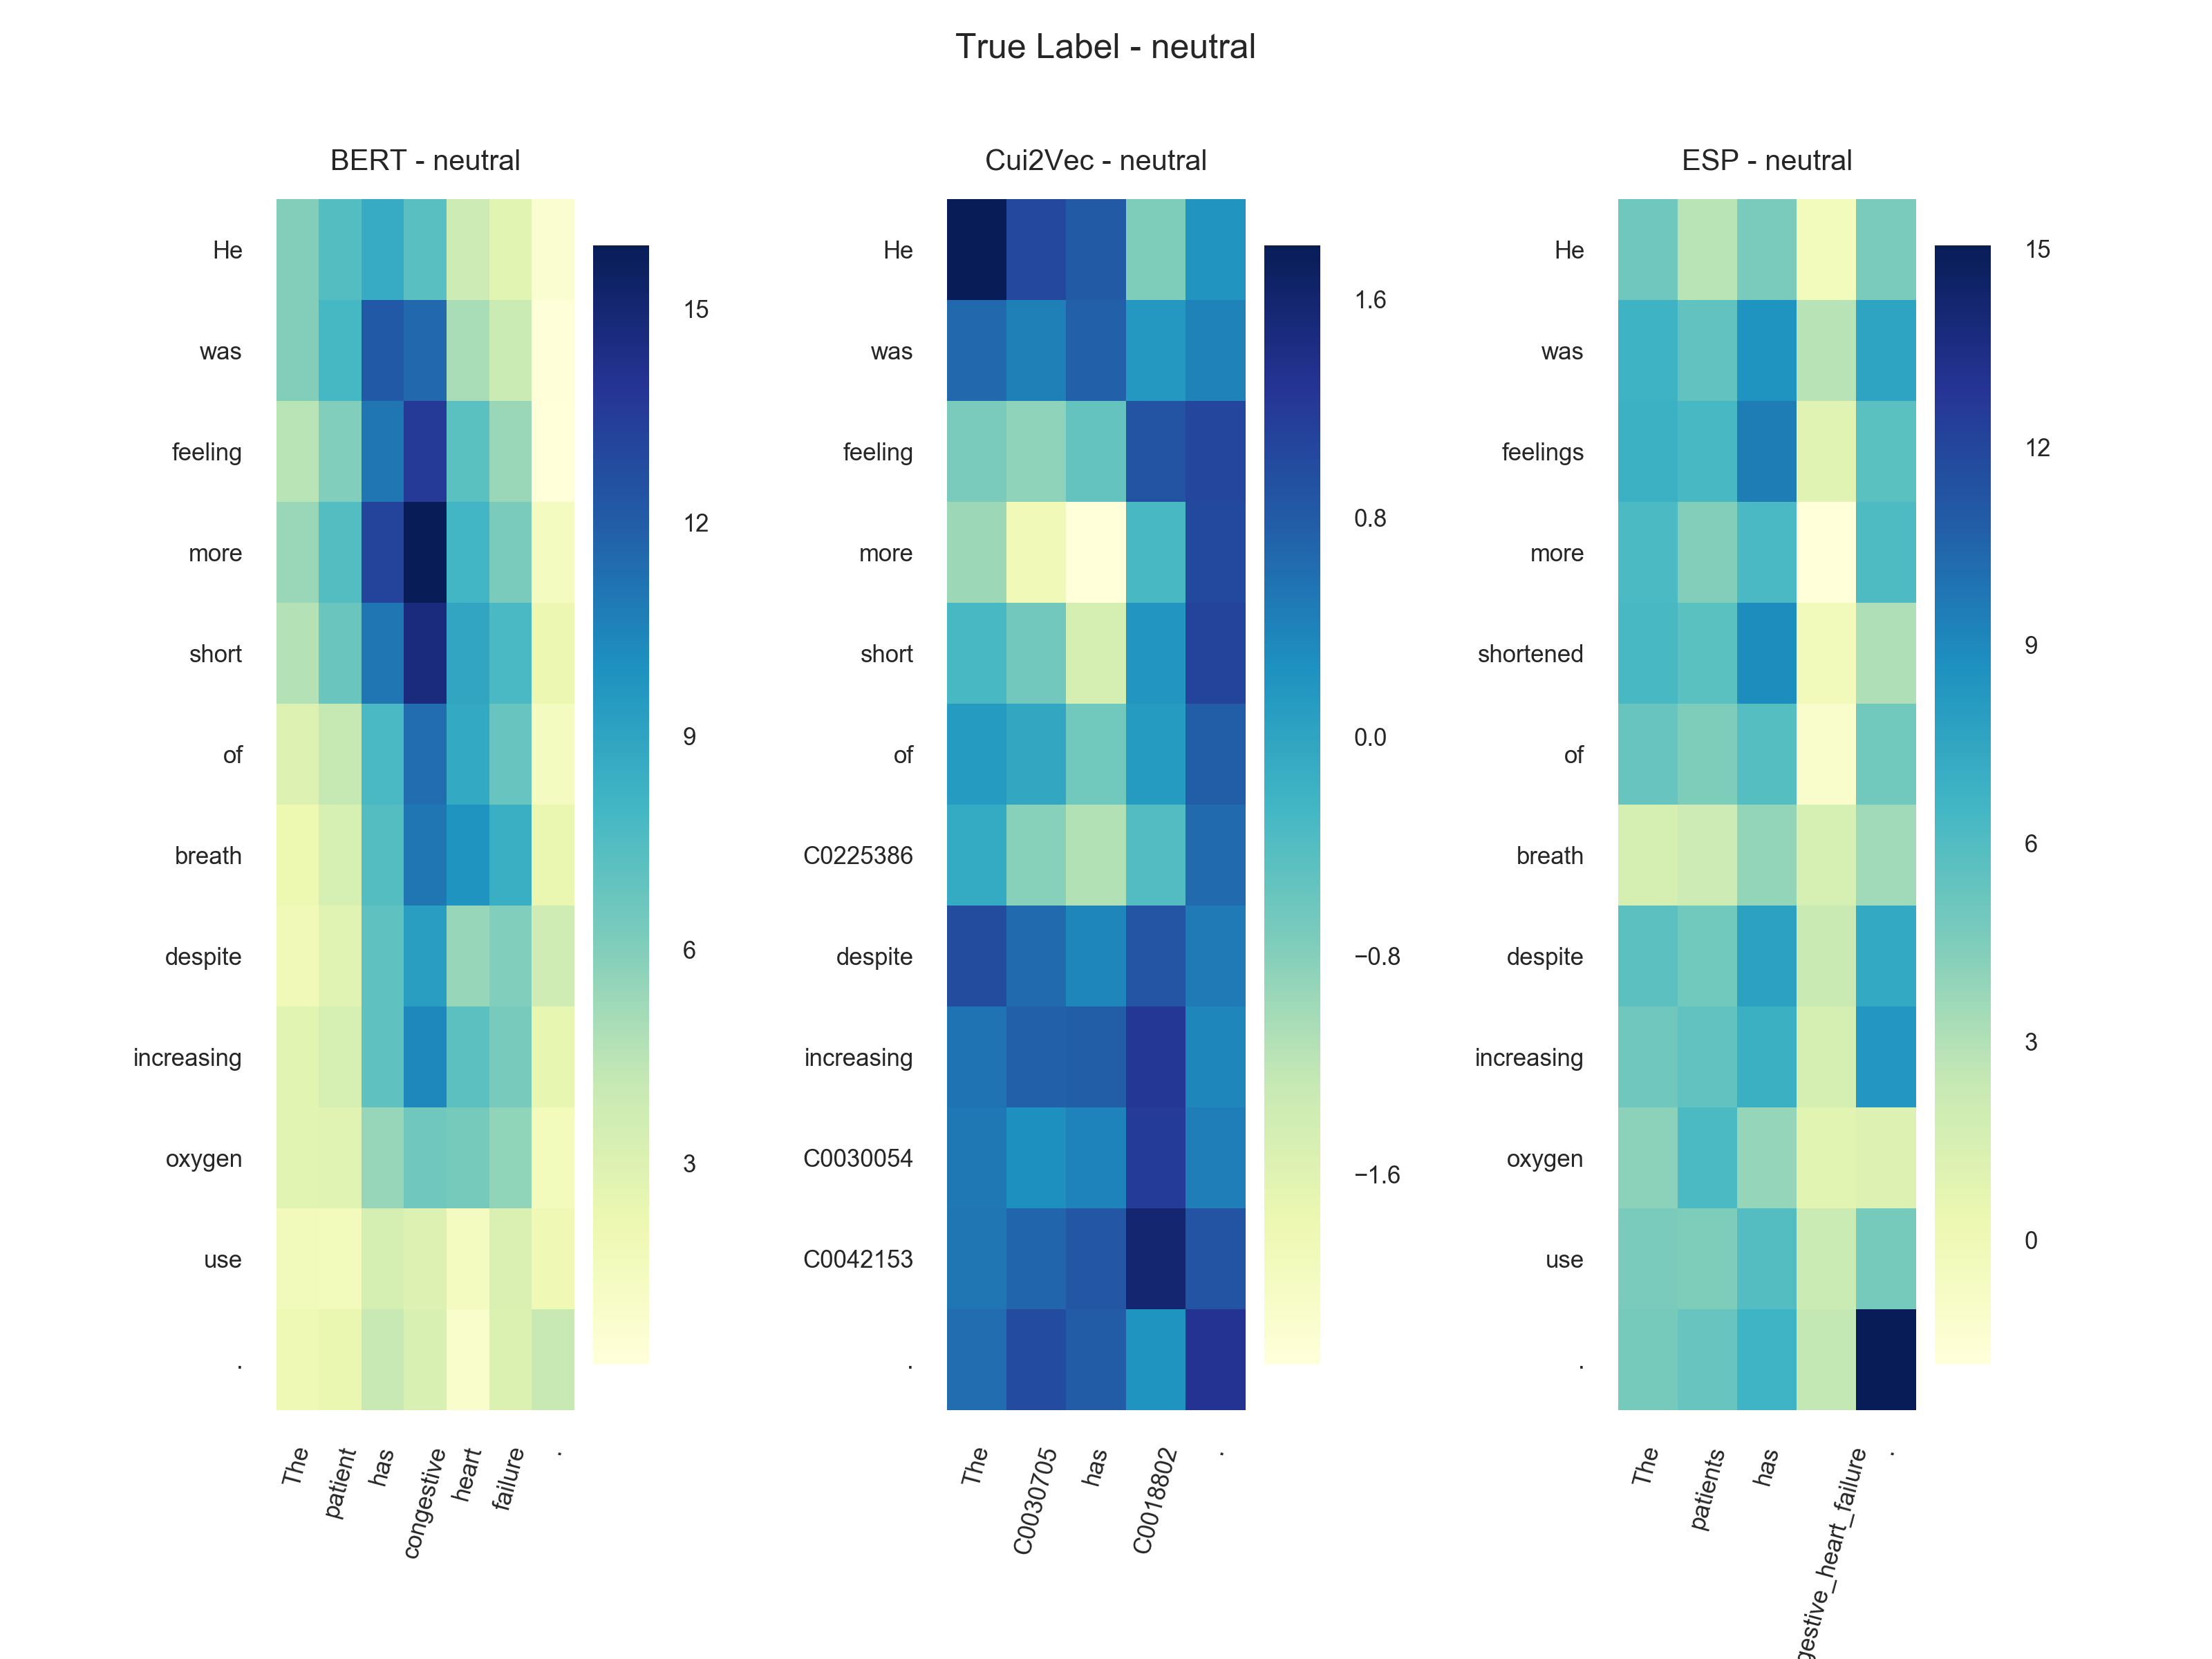 True Label - neutral
BERT - neutral
He
was
feeling
more
short
of
breath
despite
increasing
oxygen
use
.
The
patient
has
congestive
heart
failure
.
15
12
9
6
3
Cui2Vec - neutral
He
was
feeling
more
short
of
C0225386
despite
increasing
C0030054
C0042153
.
The
C0030705
has
C0018802
.
1.6
0.8
0.0
−0.8
−1.6
ESP - neutral
He
was
feelings
more
shortened
of
breath
despite
increasing
oxygen
use
.
The
patients
has
gestive_heart_failure
.
15
12
9
6
3
0